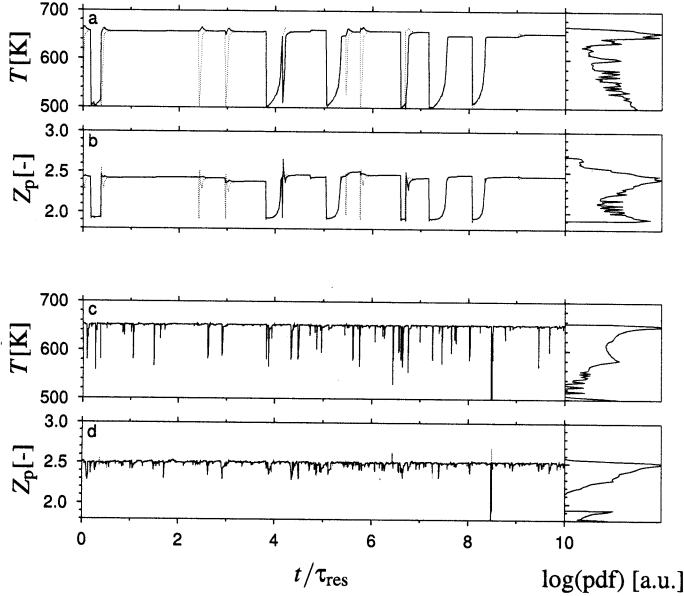 700
a
600
500
T [K]
3.0
b
2.5
2.0
Zp [-]
700
c
600
500
T [K]
3.0
d
2.5
2.0
Zp [-]
0 2 4 6 8 10
t/τres
log(pdf) [a.u.]